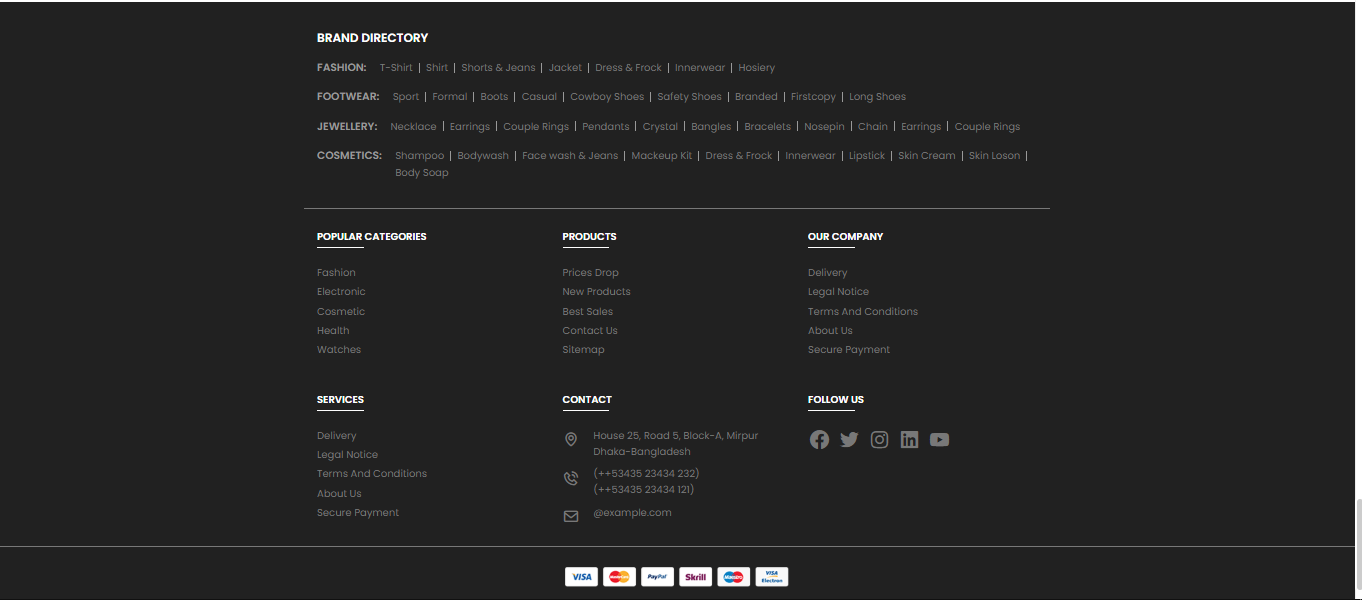 BRAND DIRECTORY
FASHION: T-Shirt | Shirt | Shorts & Jeans | Jacket | Dress & Frock | Innerwear | Hosiery
FOOTWEAR: Sport | Formal | Boots | Casual | Cowboy Shoes | Safety Shoes | Branded | Firstcopy | Long Shoes
JEWELLERY: Necklace | Earrings | Couple Rings | Pendants | Crystal | Bangles | Bracelets | Nosepin | Chain | Earrings | Couple Rings
COSMETICS: Shampoo | Bodywash | Face wash & Jeans | Mackeup Kit | Dress & Frock | Innerwear | Lipstick | Skin Cream | Skin Loson |
Body Soap
POPULAR CATEGORIES
Fashion
Electronic
Cosmetic
Health
Watches
PRODUCTS
Prices Drop
New Products
Best Sales
Contact Us
Sitemap
OUR COMPANY
Delivery
Legal Notice
Terms And Conditions
About Us
Secure Payment
SERVICES
Delivery
Legal Notice
Terms And Conditions
About Us
Secure Payment
CONTACT
House 25, Road 5, Block-A, Mirpur
Dhaka-Bangladesh
(++53435 23434 232)
(++53435 23434 121)
@example.com
FOLLOW US
VISA
MasterCard
PayPal
Skrill
Maestro
VISA
Electron